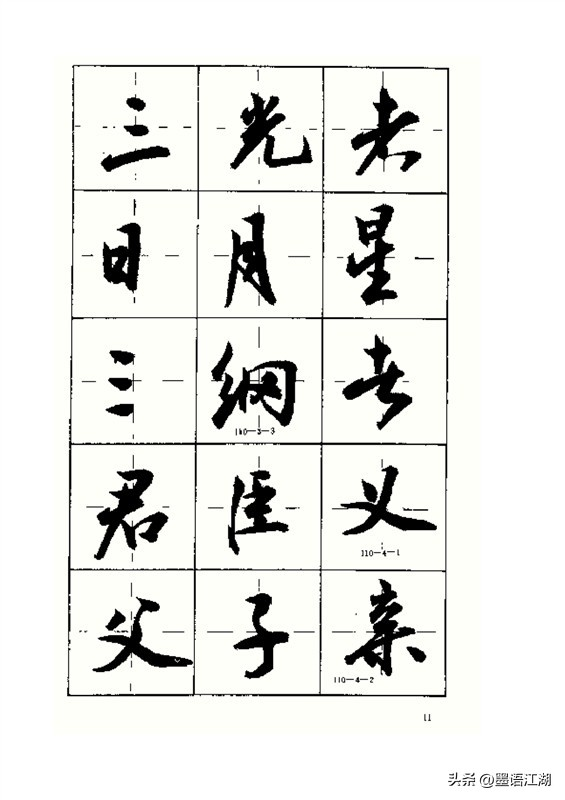 三光者
日月星
三纲者
110-3-3
君臣义
110-4-1
父子亲
110-4-2
11
头条 @墨语江湖